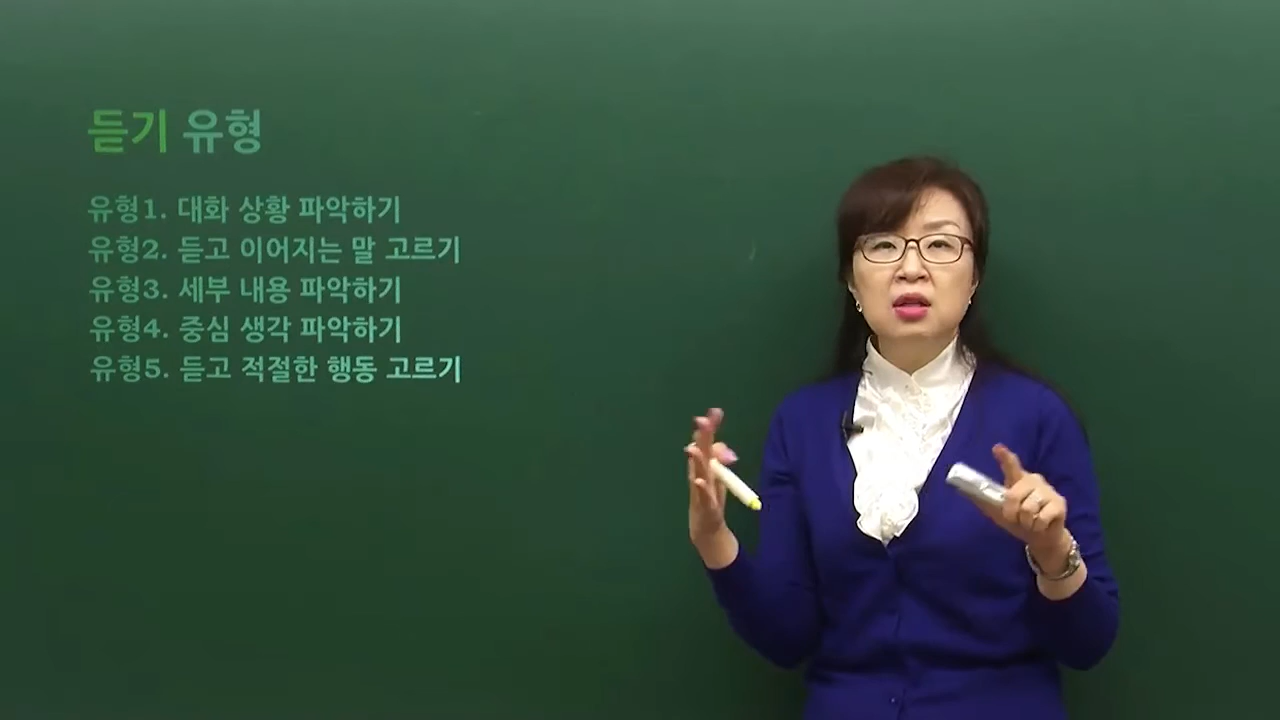 듣기 유형
유형1. 대화 상황 파악하기
유형2. 듣고 이어지는 말 고르기
유형3. 세부 내용 파악하기
유형4. 중심 생각 파악하기
유형5. 듣고 적절한 행동 고르기